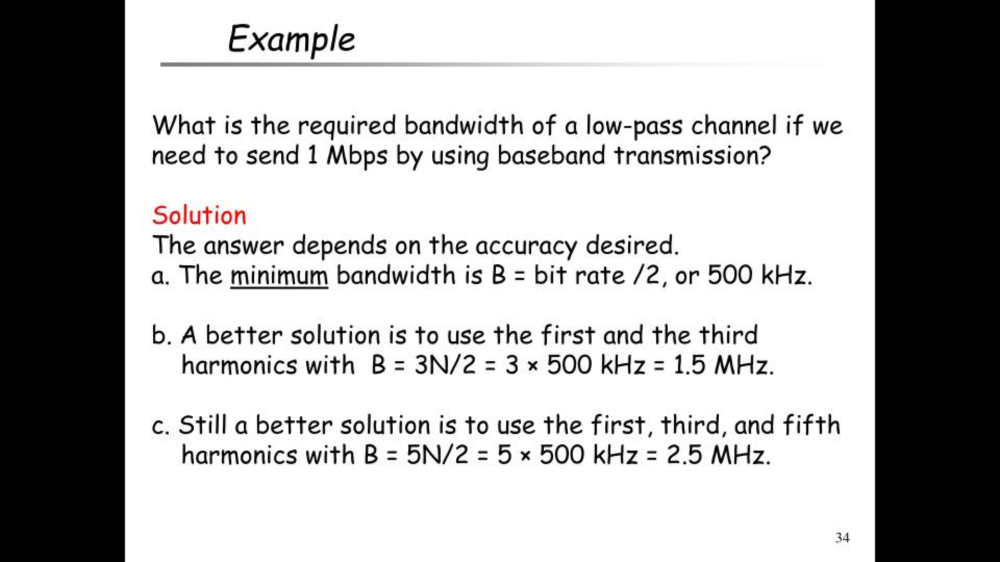 Example
What is the required bandwidth of a low-pass channel if we
need to send 1 Mbps by using baseband transmission?
Solution
The answer depends on the accuracy desired.
a. The minimum bandwidth is B = bit rate /2, or 500 kHz.
b. A better solution is to use the first and the third
harmonics with B = 3N/2 = 3 × 500 kHz = 1.5 MHz.
c. Still a better solution is to use the first, third, and fifth
harmonics with B = 5N/2 = 5 × 500 kHz = 2.5 MHz.
34